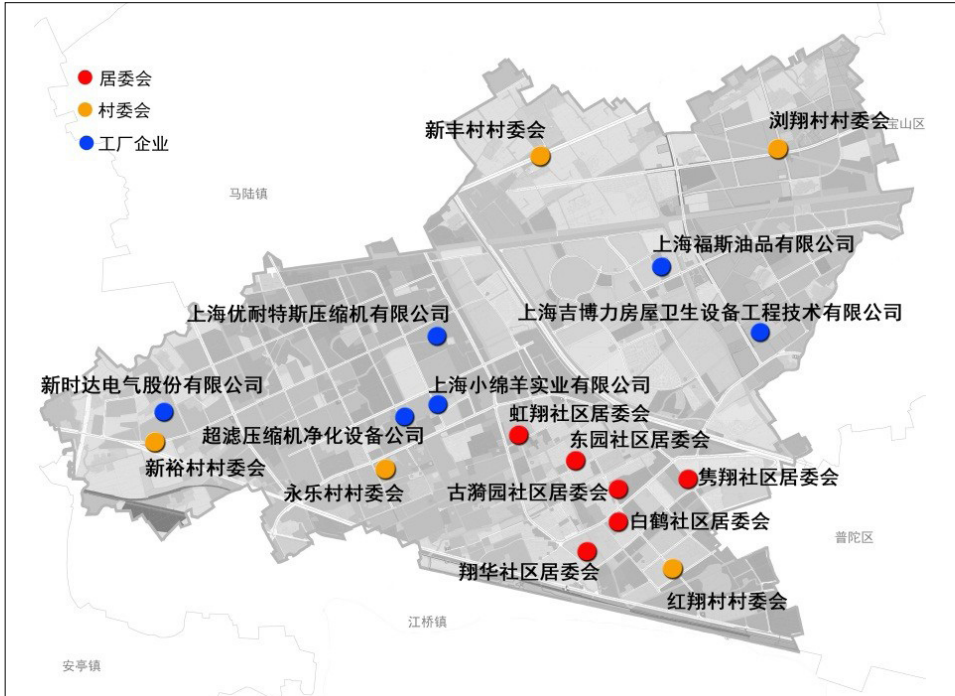 居委会
村委会
工厂企业
新丰村村委会
浏翔村村委会
宝山区
马陆镇
上海福斯油品有限公司
上海优耐特斯压缩机有限公司
上海吉博力房屋卫生设备工程技术有限公司
新时达电气股份有限公司
上海小绵羊实业有限公司
虹翔社区居委会
超滤压缩机净化设备公司
东园社区居委会
新裕村村委会
永乐村村委会
古漪园社区居委会
隽翔社区居委会
白鹤社区居委会
普陀区
翔华社区居委会
红翔村村委会
江桥镇
安亭镇